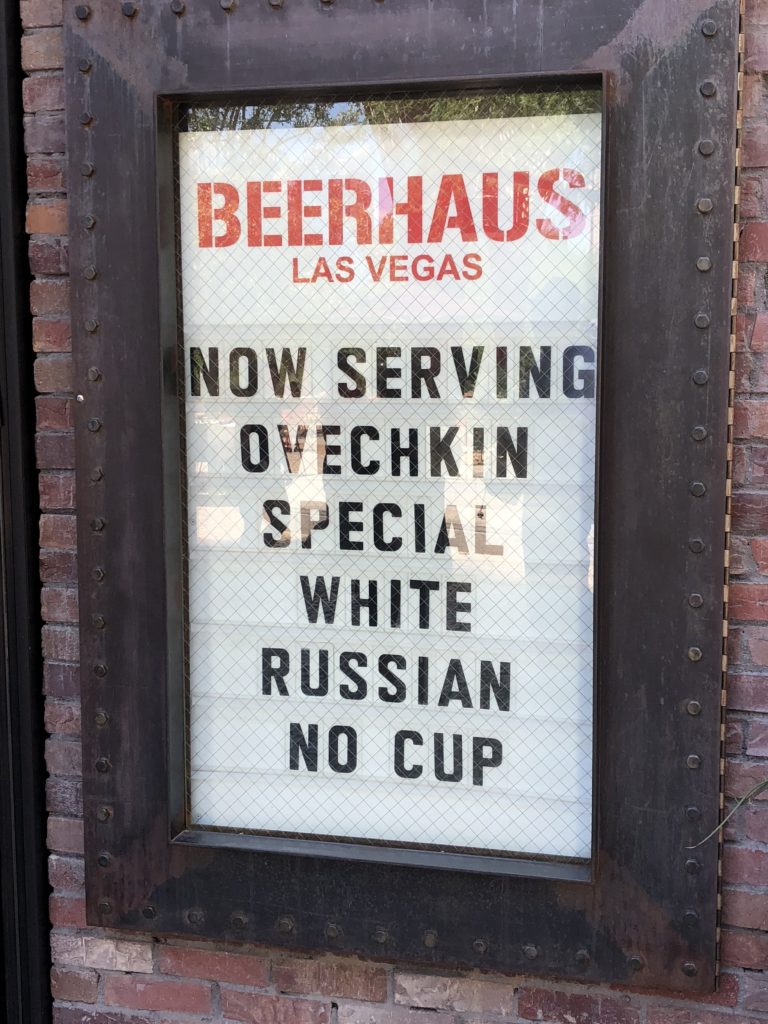 BEERHAUS
LAS VEGAS
NOW SERVING
OVECHKIN
SPECIAL
WHITE
RUSSIAN
NO CUP